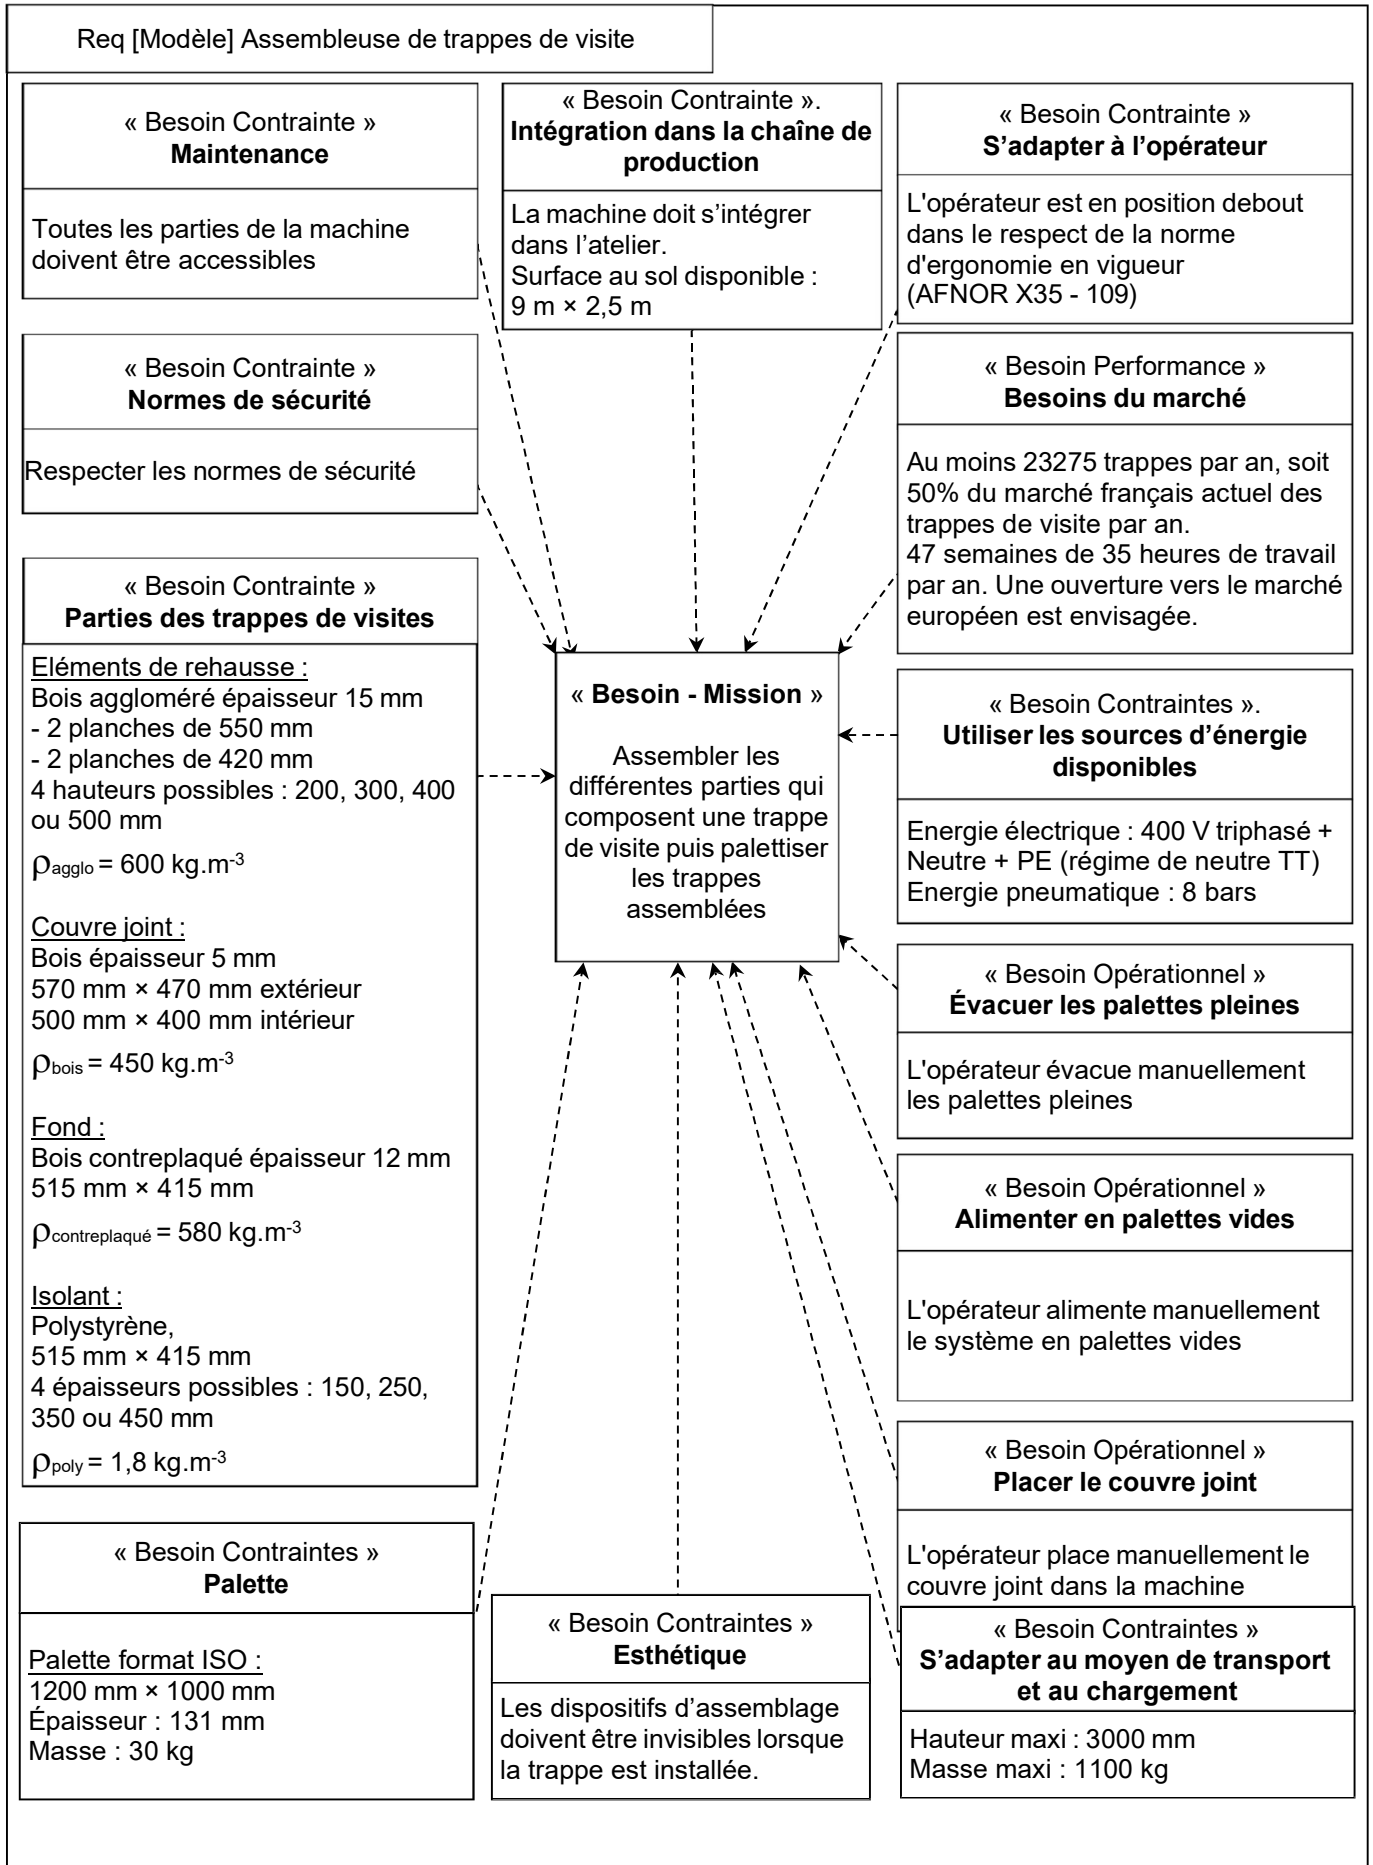 Req [Modèle] Assembleuse de trappes de visite
« Besoin Contrainte »
Maintenance
Toutes les parties de la machine
doivent être accessibles
« Besoin Contrainte ».
Intégration dans la chaîne de
production
La machine doit s’intégrer
dans l’atelier.
Surface au sol disponible :
9 m × 2,5 m
« Besoin Contrainte »
S’adapter à l’opérateur
L'opérateur est en position debout
dans le respect de la norme
d'ergonomie en vigueur
(AFNOR X35 - 109)
« Besoin Contrainte »
Normes de sécurité
Respecter les normes de sécurité
« Besoin Performance »
Besoins du marché
Au moins 23275 trappes par an, soit
50% du marché français actuel des
trappes de visite par an.
47 semaines de 35 heures de travail
par an. Une ouverture vers le marché
européen est envisagée.
« Besoin Contrainte »
Parties des trappes de visites
Eléments de rehausse :
Bois aggloméré épaisseur 15 mm
- 2 planches de 550 mm
- 2 planches de 420 mm
4 hauteurs possibles : 200, 300, 400
ou 500 mm
ρagglo = 600 kg.m-3
Couvre joint :
Bois épaisseur 5 mm
570 mm × 470 mm extérieur
500 mm × 400 mm intérieur
ρbois = 450 kg.m-3
Fond :
Bois contreplaqué épaisseur 12 mm
515 mm × 415 mm
ρcontreplaqué = 580 kg.m-3
Isolant :
Polystyrène,
515 mm × 415 mm
4 épaisseurs possibles : 150, 250,
350 ou 450 mm
ρpoly = 1,8 kg.m-3
« Besoin - Mission »
Assembler les
différentes parties qui
composent une trappe
de visite puis palettiser
les trappes
assemblées
« Besoin Contraintes ».
Utiliser les sources d’énergie
disponibles
Energie électrique : 400 V triphasé +
Neutre + PE (régime de neutre TT)
Energie pneumatique : 8 bars
« Besoin Opérationnel »
Évacuer les palettes pleines
L'opérateur évacue manuellement
les palettes pleines
« Besoin Opérationnel »
Alimenter en palettes vides
L'opérateur alimente manuellement
le système en palettes vides
« Besoin Opérationnel »
Placer le couvre joint
L'opérateur place manuellement le
couvre joint dans la machine
« Besoin Contraintes »
Palette
Palette format ISO :
1200 mm × 1000 mm
Épaisseur : 131 mm
Masse : 30 kg
« Besoin Contraintes »
Esthétique
Les dispositifs d’assemblage
doivent être invisibles lorsque
la trappe est installée.
« Besoin Contraintes »
S’adapter au moyen de transport
et au chargement
Hauteur maxi : 3000 mm
Masse maxi : 1100 kg